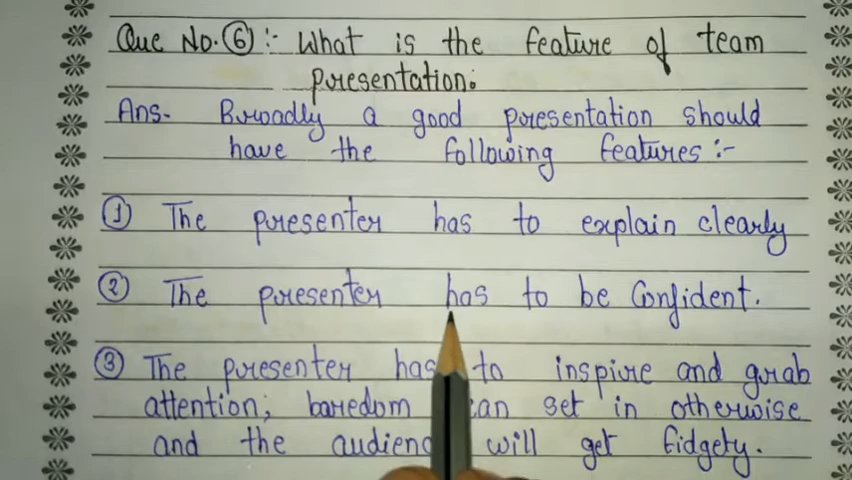 Que No. ⑥:- What is the feature of team
presentation:
Ans- Broadly a good presentation should
have the following features:-
① The presenter has to explain clearly
② The presenter has to be Confident.
③ The presenter has to inspire and grab
attention; baredom can set in otherwise
and the audienc will get fidgety.